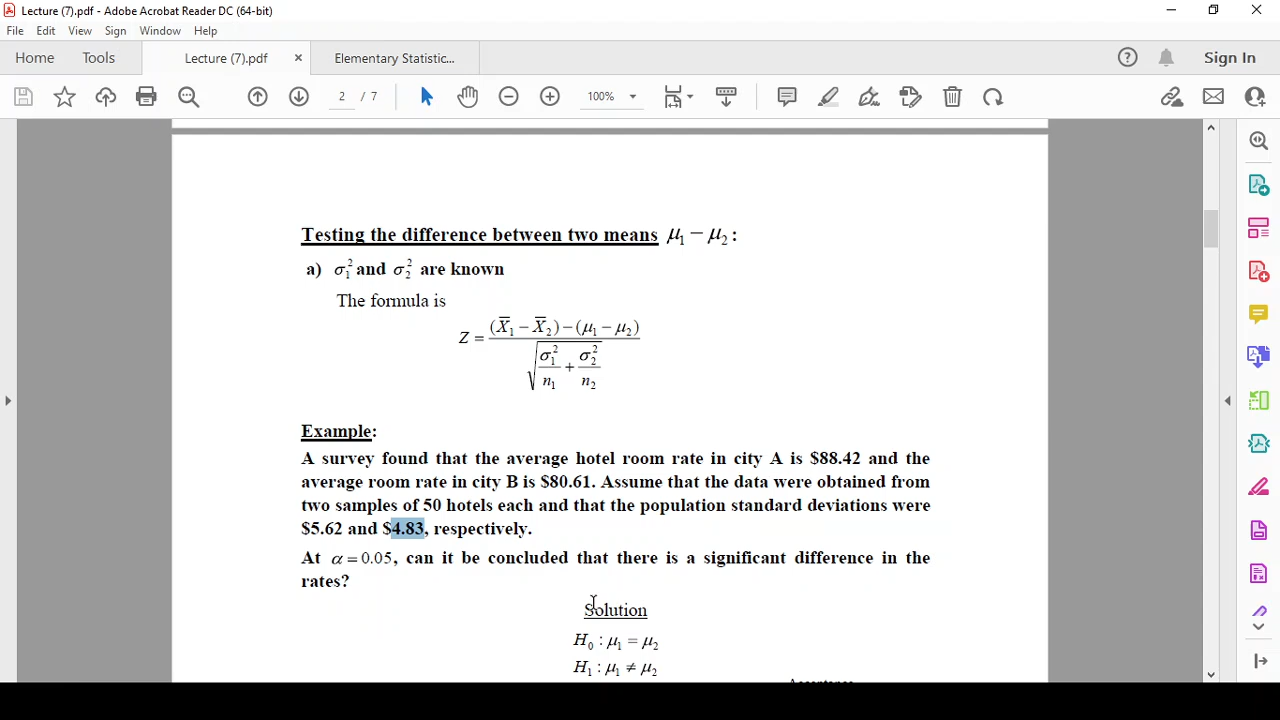 Lecture (7).pdf - Adobe Acrobat Reader DC (64-bit)
File Edit View Sign Window Help
Home Tools Lecture (7).pdf × Elementary Statistic... ? Sign In
2 / 7 100%
Testing the difference between two means μ₁ − μ₂ :
a) σ₁² and σ₂² are known
The formula is
Z = ((X̅₁ − X̅₂) − (μ₁ − μ₂)) / √(σ₁²/n₁ + σ₂²/n₂)
Example:
A survey found that the average hotel room rate in city A is $88.42 and the
average room rate in city B is $80.61. Assume that the data were obtained from
two samples of 50 hotels each and that the population standard deviations were
$5.62 and $4.83, respectively.
At α = 0.05, can it be concluded that there is a significant difference in the
rates?
Solution
H₀ : μ₁ = μ₂
H₁ : μ₁ ≠ μ₂